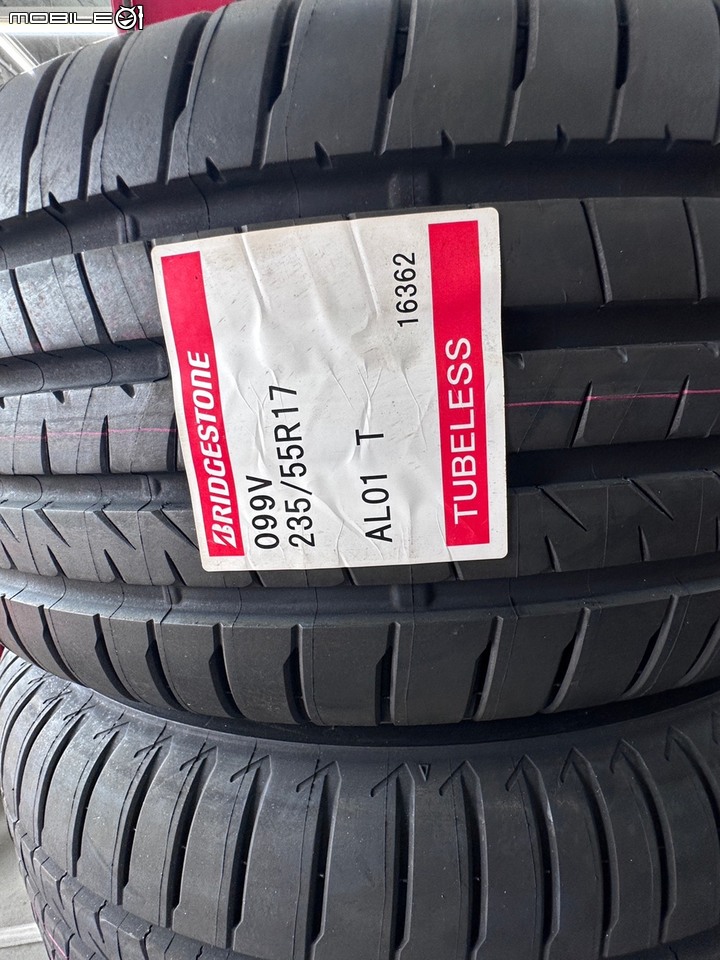 MOBILE01
BRIDGESTONE
099V
235/55R17
AL01 T
16362
TUBELESS